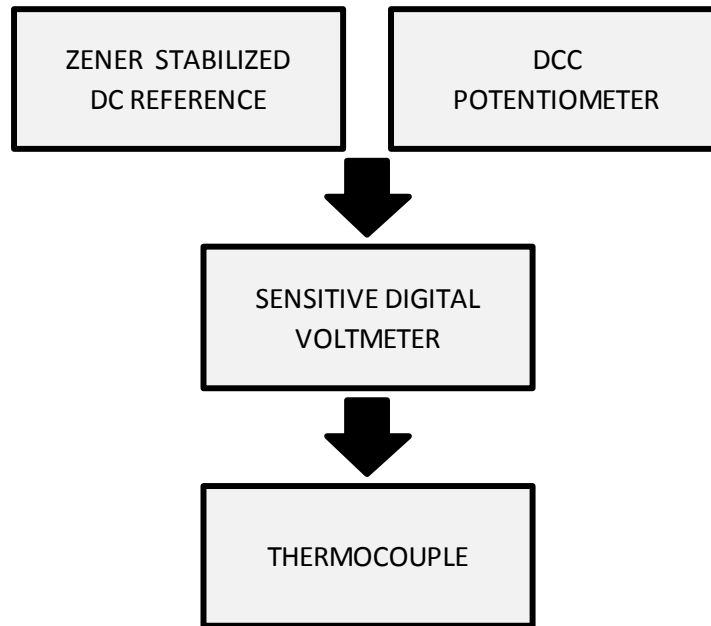 ZENER STABILIZED
DC REFERENCE
DCC
POTENTIOMETER
SENSITIVE DIGITAL
VOLTMETER
THERMOCOUPLE